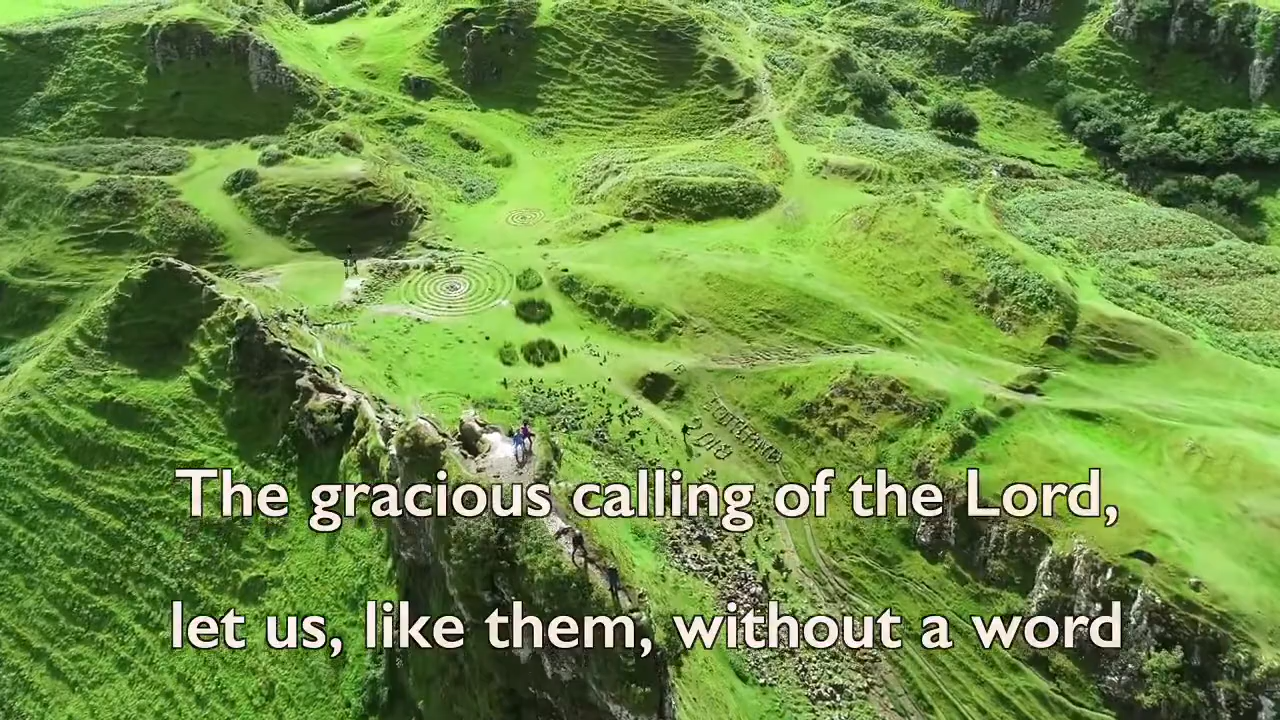 The gracious calling of the Lord,
let us, like them, without a word